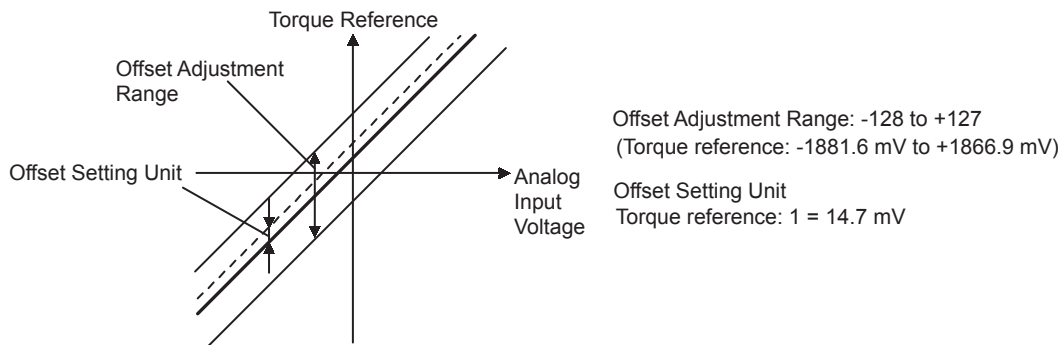 Torque Reference
Offset Adjustment
Range
Offset Setting Unit
Analog
Input
Voltage
Offset Adjustment Range: -128 to +127
(Torque reference: -1881.6 mV to +1866.9 mV)
Offset Setting Unit
Torque reference: 1 = 14.7 mV